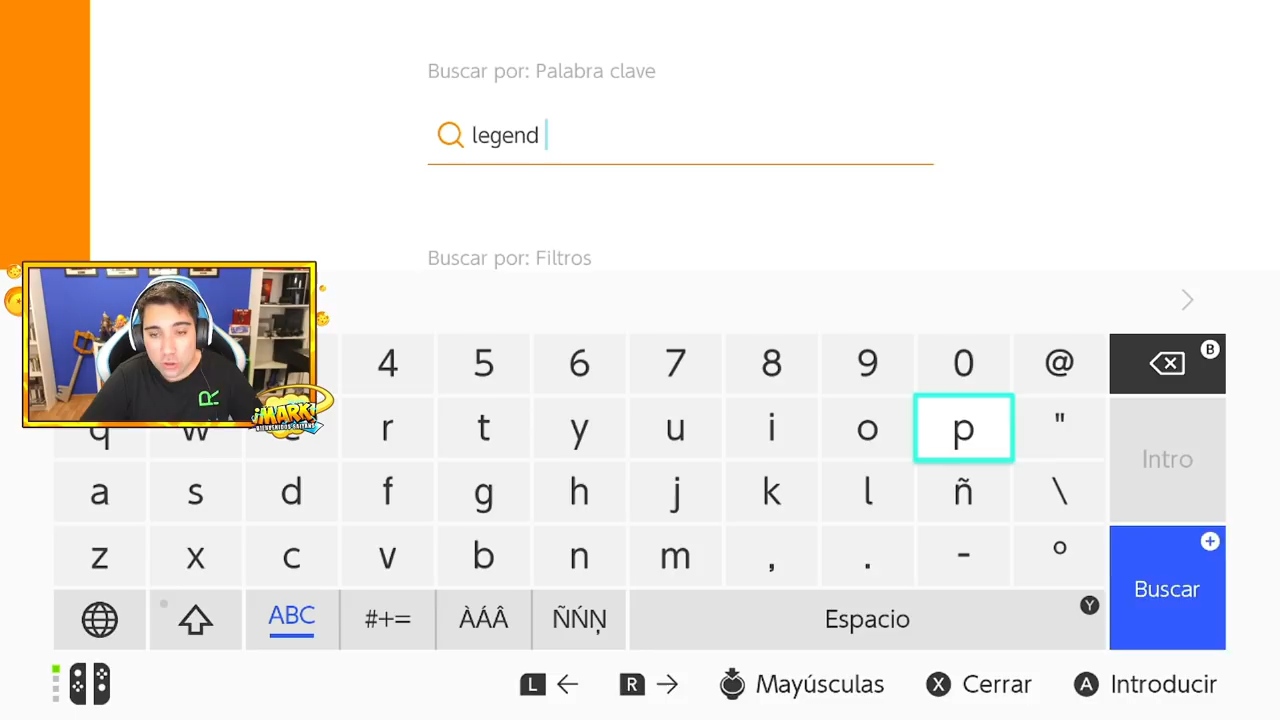 Buscar por: Palabra clave
legend
Buscar por: Filtros
4 5 6 7 8 9 0 @ B
q w e r t y u i o p "
Intro
a s d f g h j k l ñ \
z x c v b n m , . - º
+
Buscar
ABC #+= ÀÁÂ ÑŃŅ Espacio Y
L ← R → Mayúsculas X Cerrar A Introducir
R
iMARK!